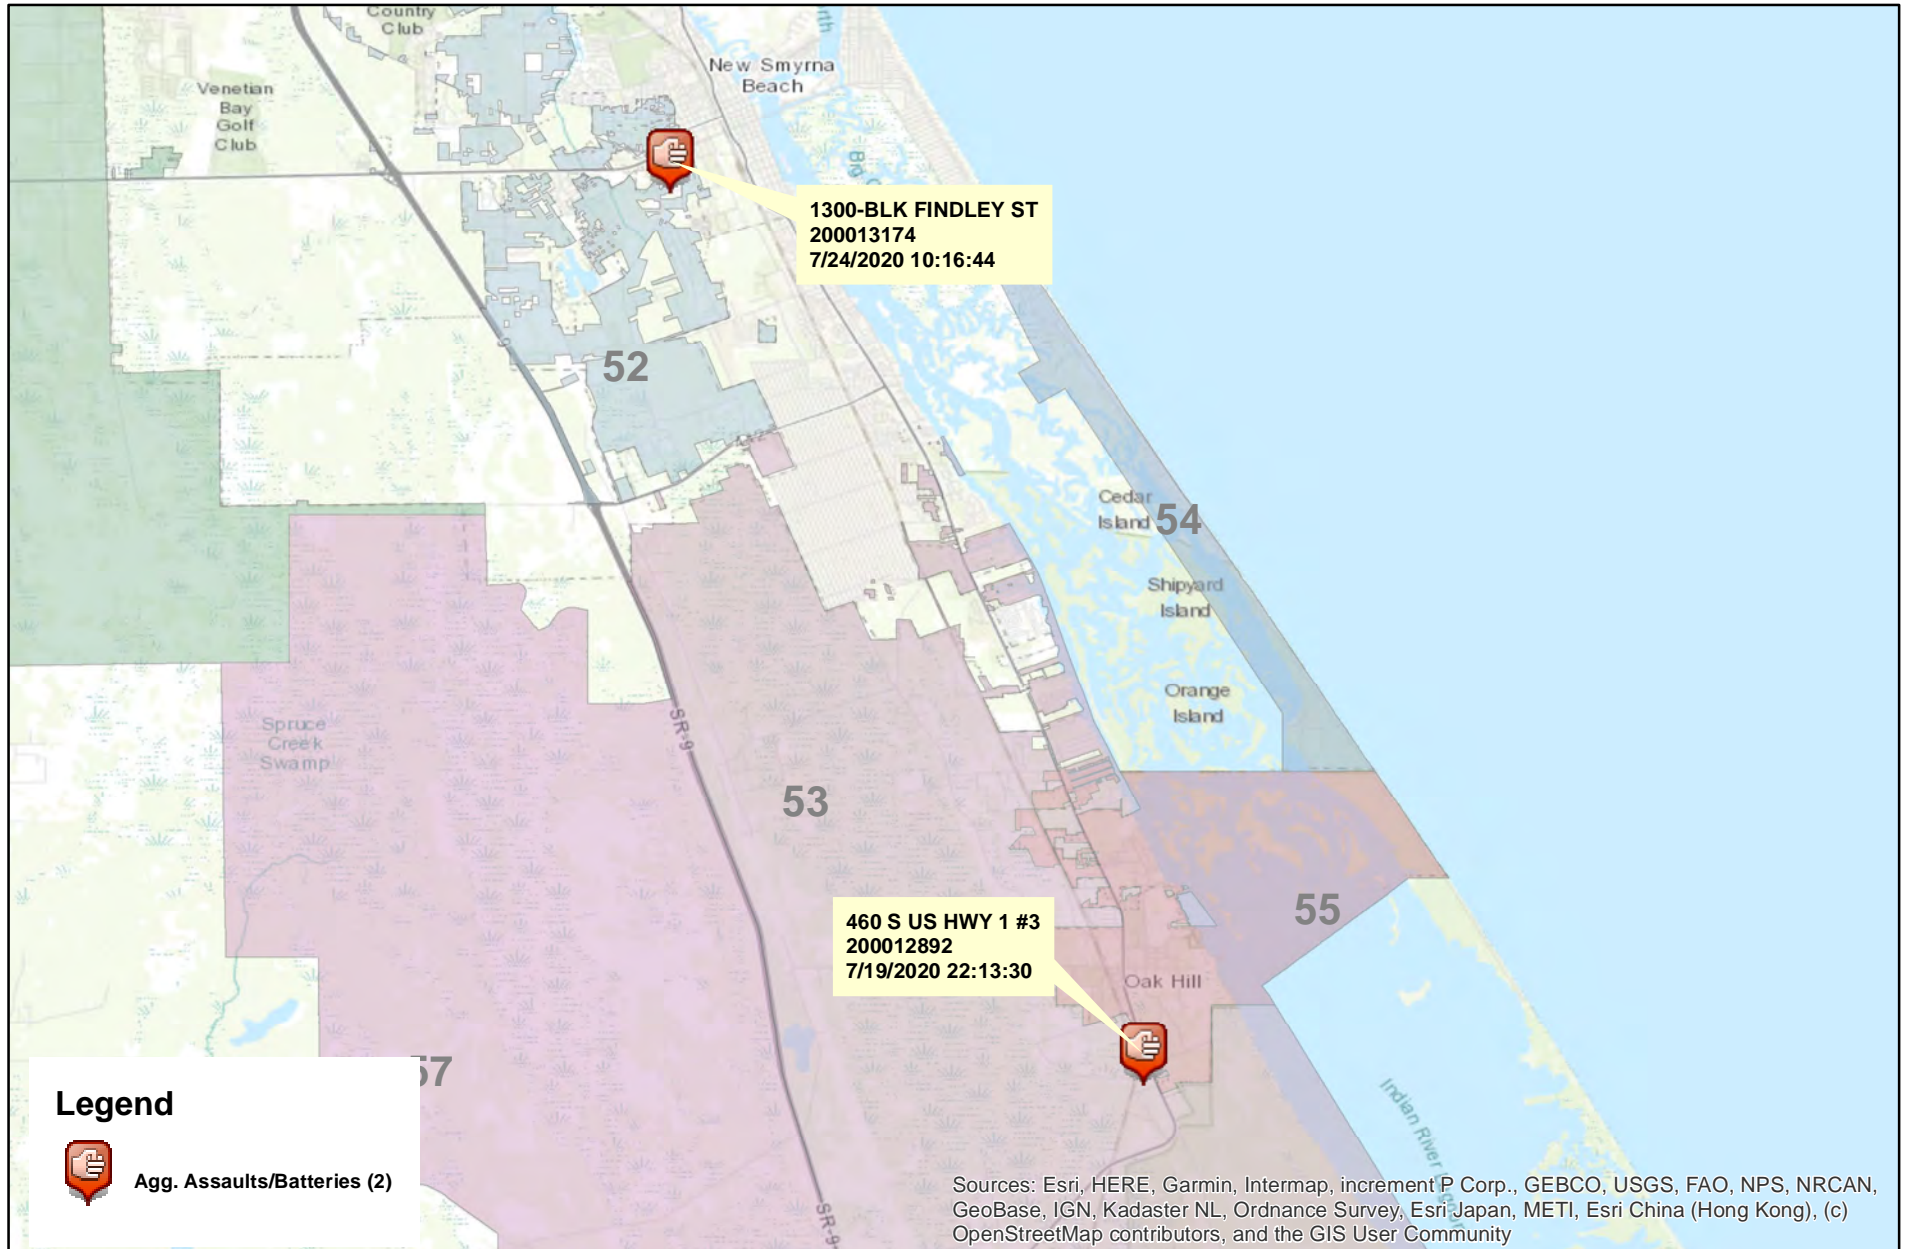 Country
Club
New Smyrna
Beach
Venetian
Bay
Golf
Club
1300-BLK FINDLEY ST
200013174
7/24/2020 10:16:44
52
9
Cedar
Island
54
Shipyard
Island
Orange
Island
Spruce
Creek
Swamp
SR-9
53
55
460 S US HWY 1 #3
200012892
7/19/2020 22:13:30
Oak Hill
57
Indian River Lagoon
Legend
Agg. Assaults/Batteries (2)
SR-9
Sources: Esri, HERE, Garmin, Intermap, increment P Corp., GEBCO, USGS, FAO, NPS, NRCAN,
GeoBase, IGN, Kadaster NL, Ordnance Survey, Esri Japan, METI, Esri China (Hong Kong), (c)
OpenStreetMap contributors, and the GIS User Community